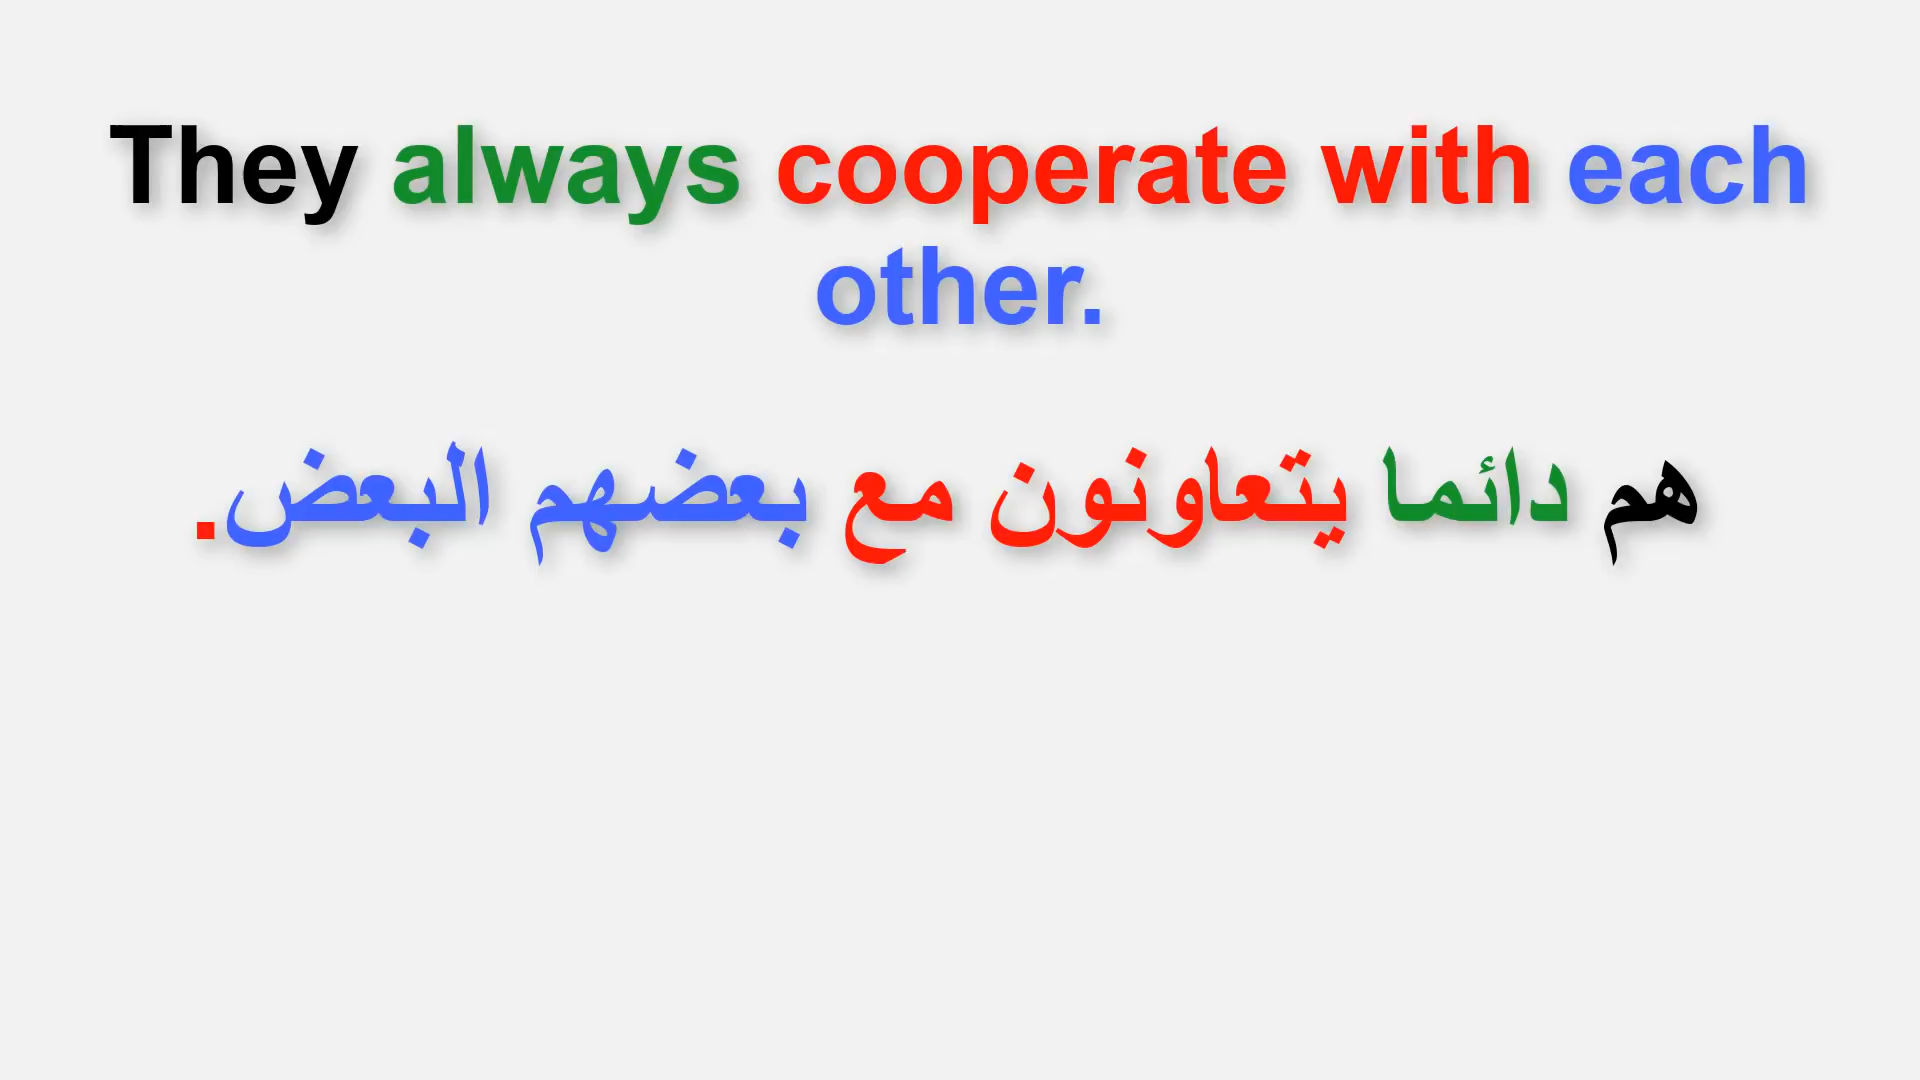 They always cooperate with each
other.
هم دائما يتعاونون مع بعضهم البعض.